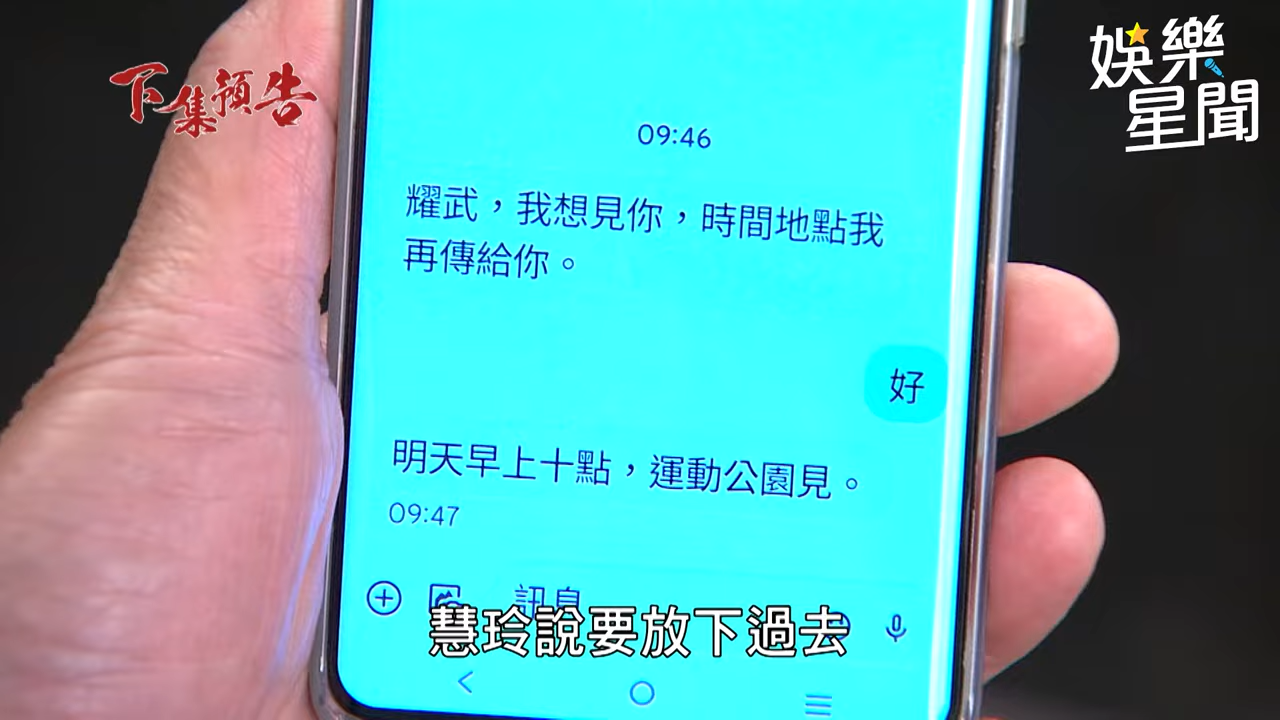 下集預告
娛樂
星聞
09:46
耀武，我想見你，時間地點我
再傳給你。
好
明天早上十點，運動公園見。
09:47
訊息
慧玲說要放下過去